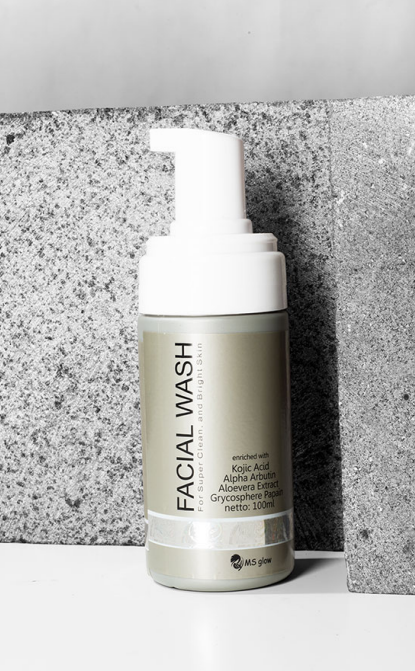 FACIAL WASH
For Super Clean, and Bright Skin
enriched with
Kojic Acid
Alpha Arbutin
Aloevera Extract
Grycosphere Papa
netto: 100ml
MS glow